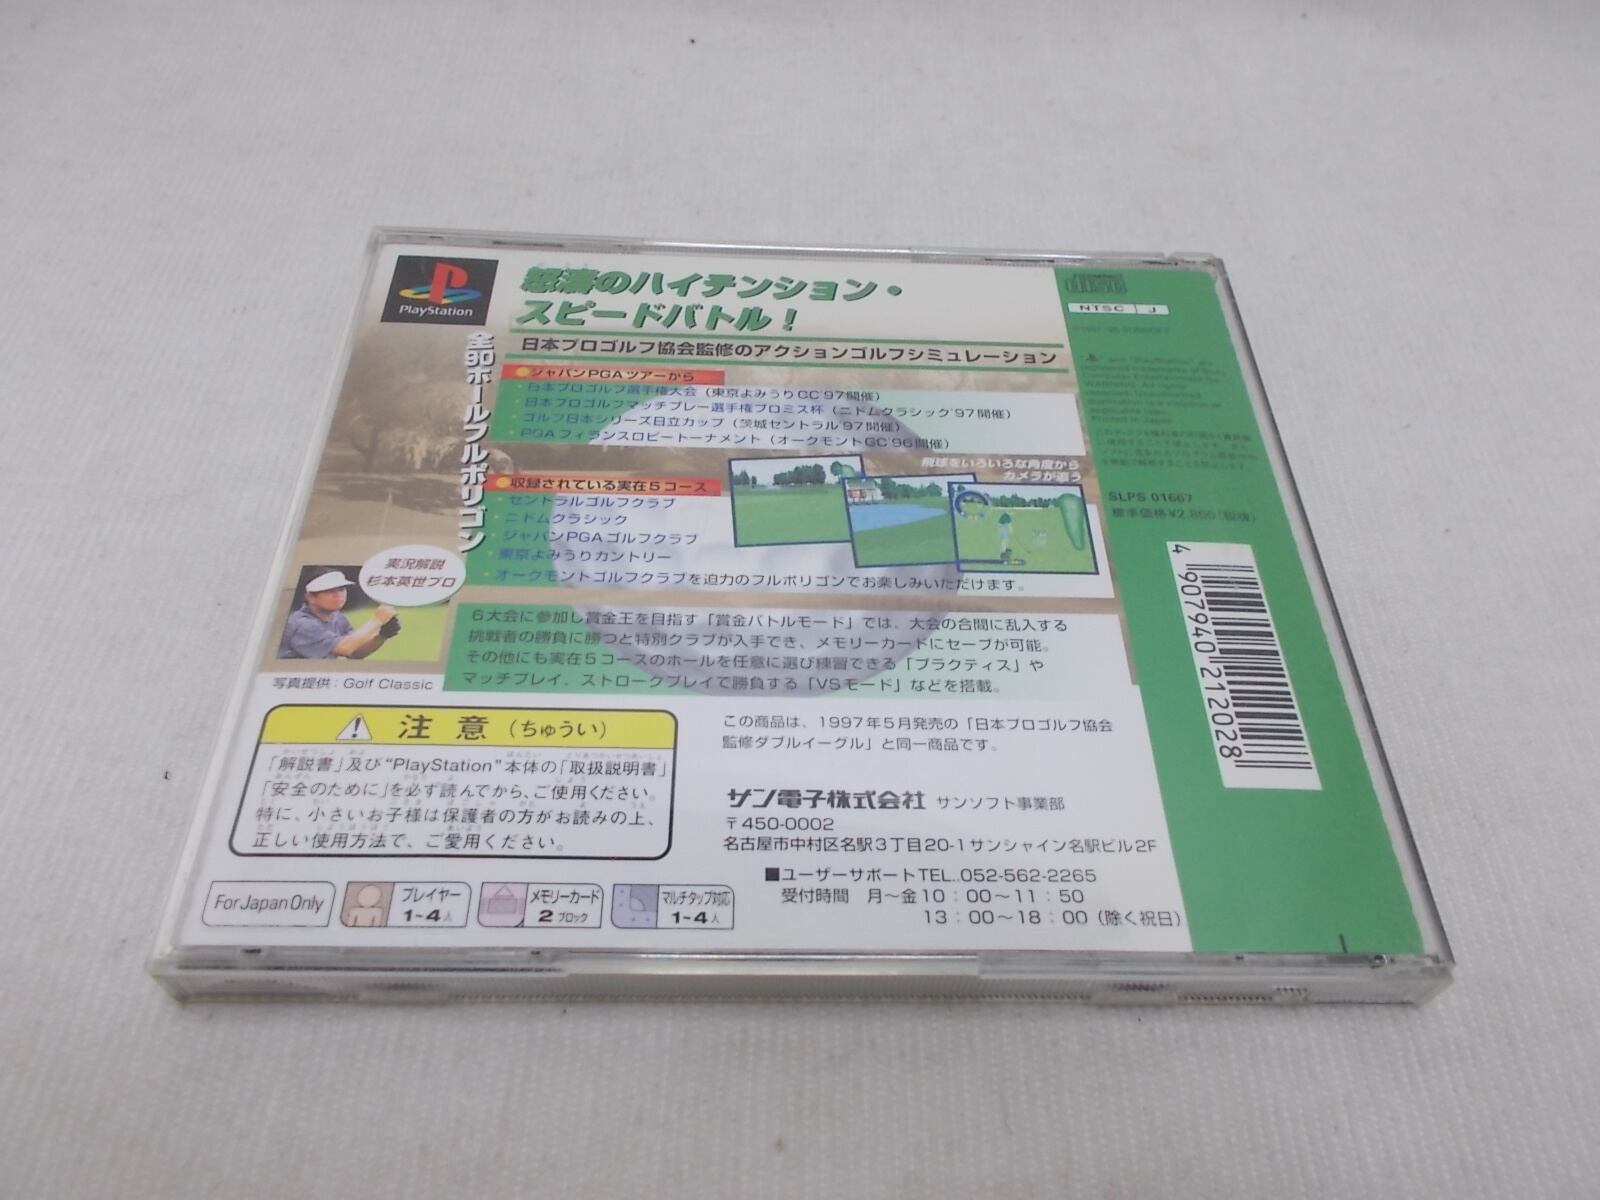 PlayStation
怒濤のハイテンション・
スピードバトル!
日本プロゴルフ協会監修のアクションゴルフシミュレーション
全90ホールフルポリゴン
●ジャパンPGAツアーから
・日本プロゴルフ選手権大会(東京よみうりCC'97開催)
・日本プロゴルフマッチプレー選手権プロミス杯(ニドムクラシック'97開催)
・ゴルフ日本シリーズ日立カップ(茨城セントラル'97開催)
・PGAフィランスロピートーナメント(オークモントGC'96開催)
●収録されている実在5コース
・セントラルゴルフクラブ
・ニドムクラシック
・ジャパンPGAゴルフクラブ
・東京よみうりカントリー
・オークモントゴルフクラブを迫力のフルポリゴンでお楽しみいただけます。
飛球をいろいろな角度から
カメラが追う
実況解説
杉本英世プロ
写真提供:Golf Classic
6大会に参加し賞金王を目指す「賞金バトルモード」では、大会の合間に乱入する
挑戦者の勝負に勝つと特別クラブが入手でき、メモリーカードにセーブが可能。
その他にも実在5コースのホールを任意に選び練習できる「プラクティス」や
マッチプレイ、ストロークプレイで勝負する「VSモード」などを搭載。
注意(ちゅうい)
「解説書」及び"PlayStation"本体の「取扱説明書」
「安全のために」を必ず読んでから、ご使用ください。
特に、小さいお子様は保護者の方がお読みの上、
正しい使用方法で、ご愛用ください。
この商品は、1997年5月発売の「日本プロゴルフ協会
監修ダブルイーグル」と同一商品です。
サン電子株式会社 サンソフト事業部
〒450-0002
名古屋市中村区名駅3丁目20-1サンシャイン名駅ビル2F
■ユーザーサポートTEL.052-562-2265
受付時間 月〜金10:00〜11:50
13:00〜18:00(除く祝日)
For Japan Only
プレイヤー
1~4人
メモリーカード
2ブロック
マルチタップ対応
1~4人
COMPACT
disc
NTSC J
SLPS 01667
標準価格¥2,800(税抜)
4 907940 212028